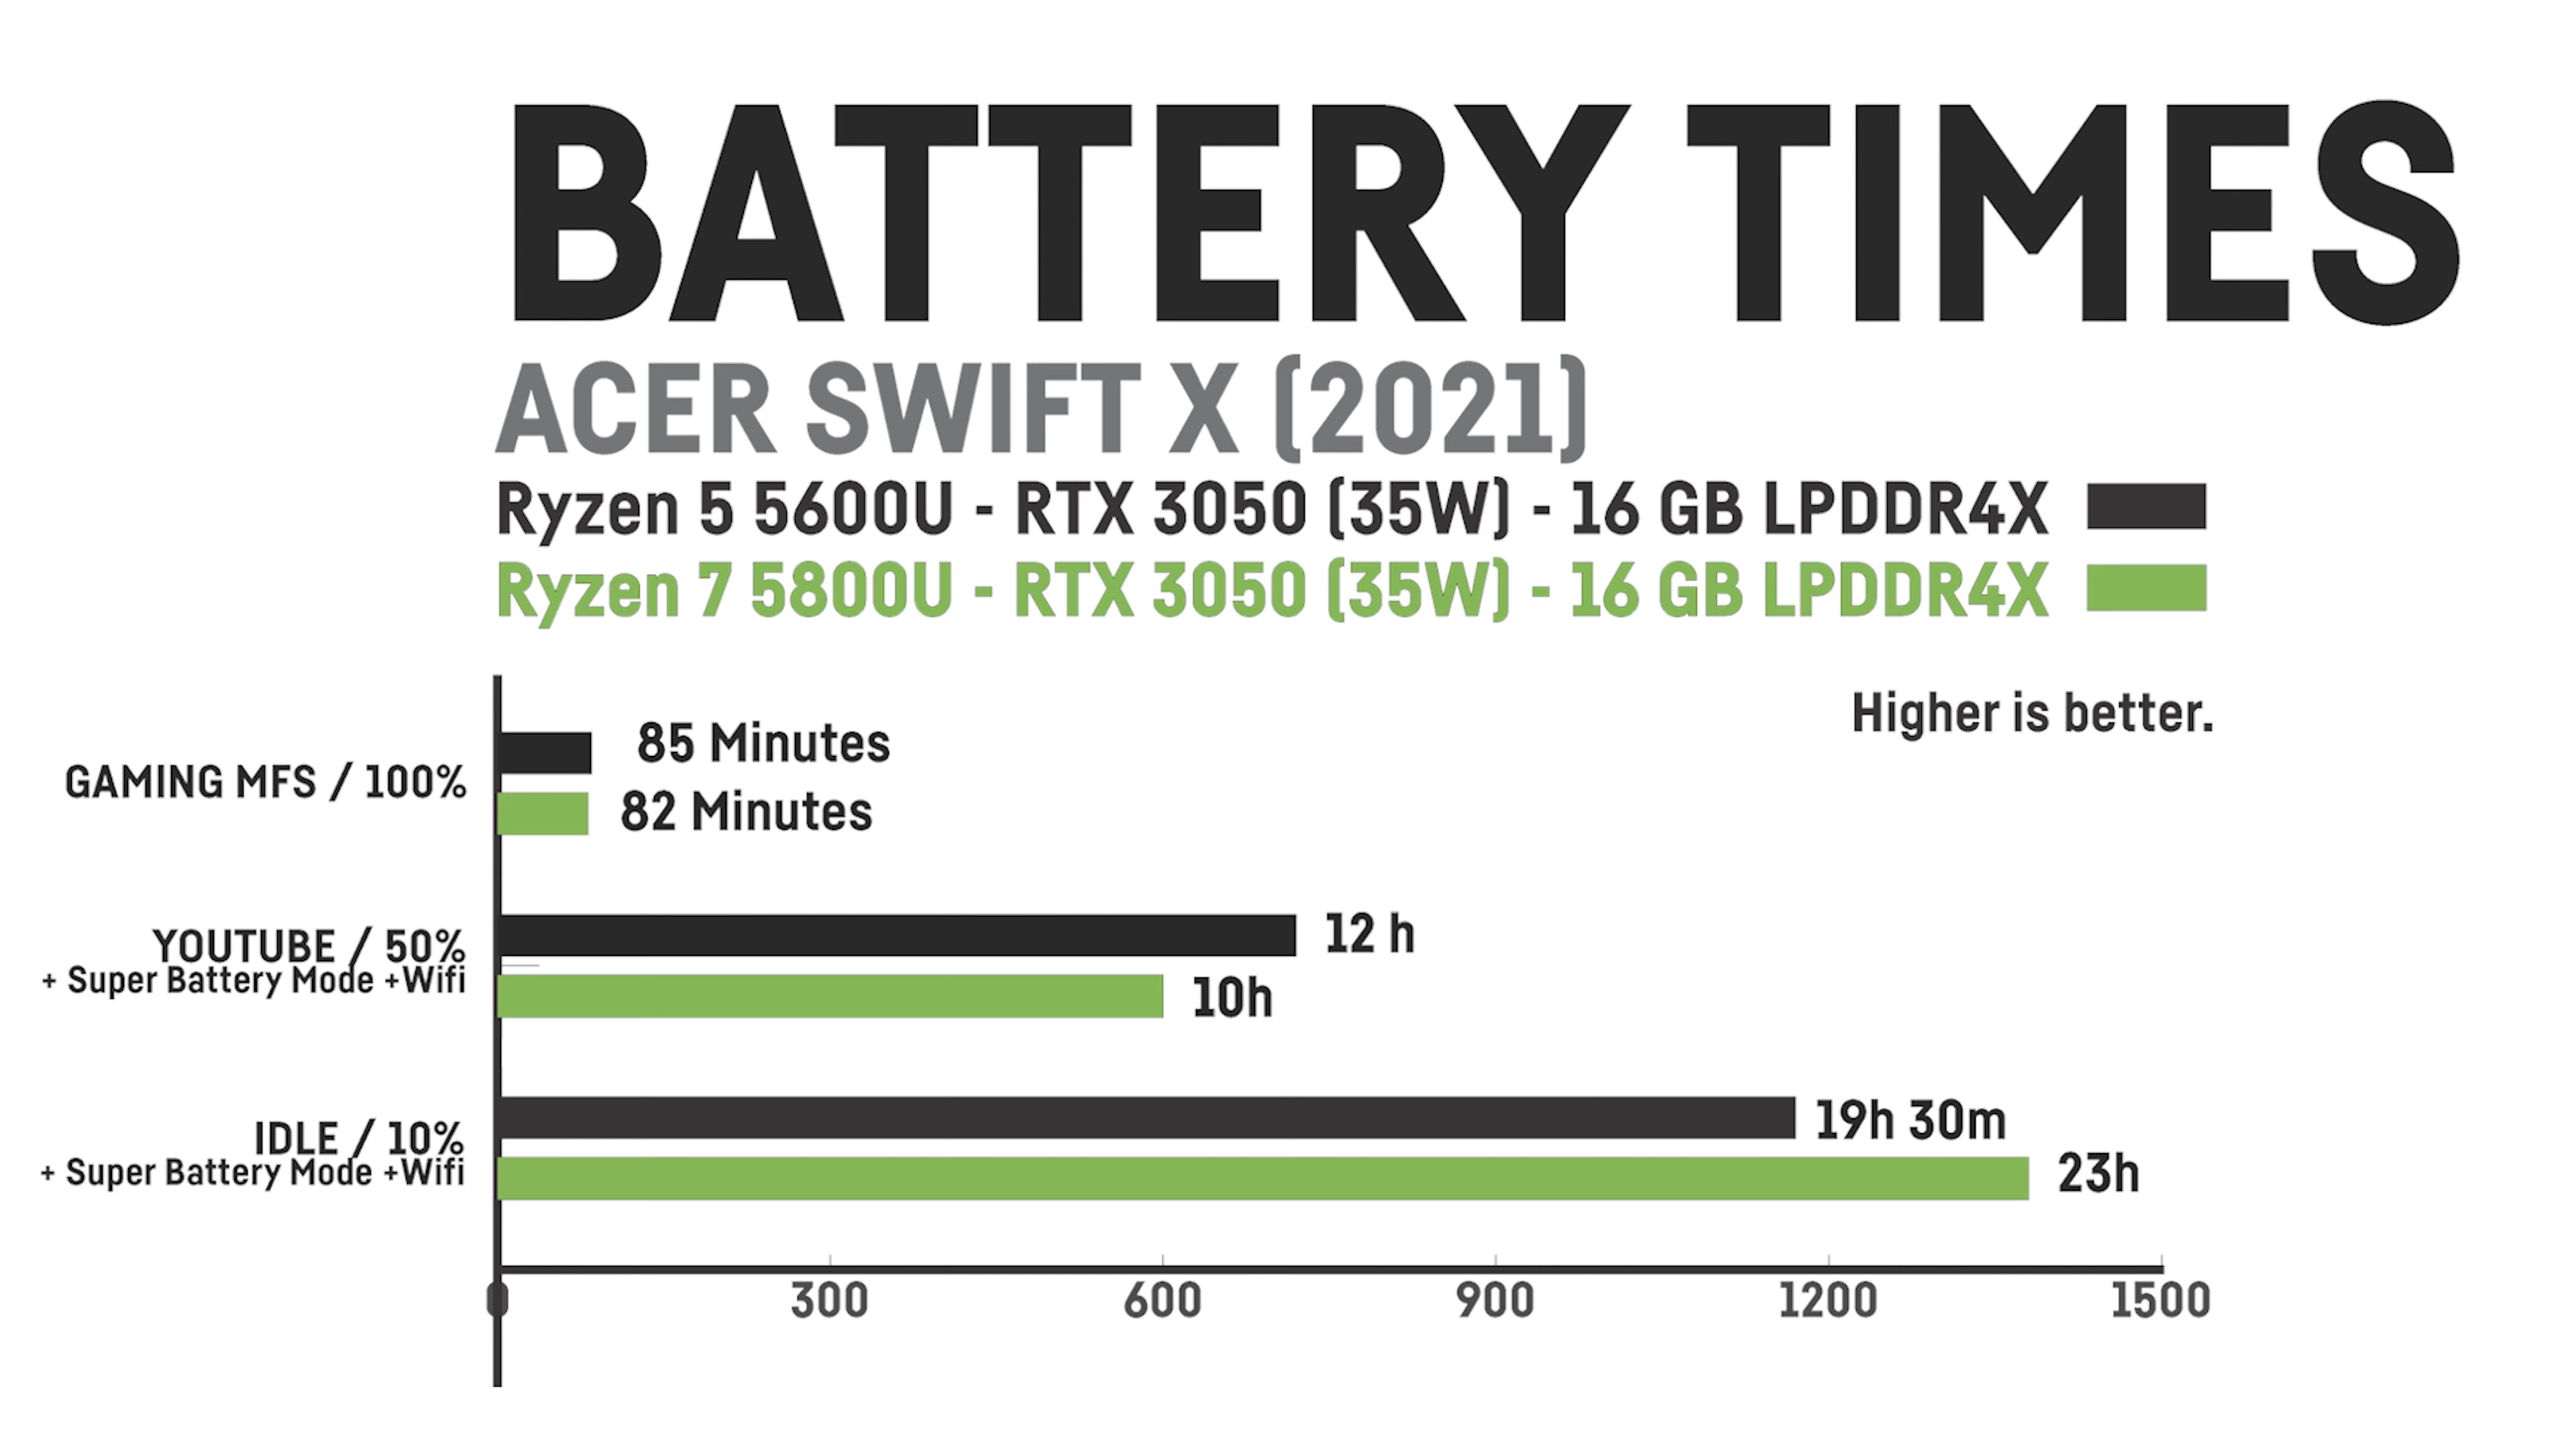 BATTERY TIMES
ACER SWIFT X (2021)
Ryzen 5 5600U - RTX 3050 (35W) - 16 GB LPDDR4X
Ryzen 7 5800U - RTX 3050 (35W) - 16 GB LPDDR4X
Higher is better.
GAMING MFS / 100%
85 Minutes
82 Minutes
YOUTUBE / 50%
+ Super Battery Mode +Wifi
12 h
10h
IDLE / 10%
+ Super Battery Mode +Wifi
19h 30m
23h
0 300 600 900 1200 1500